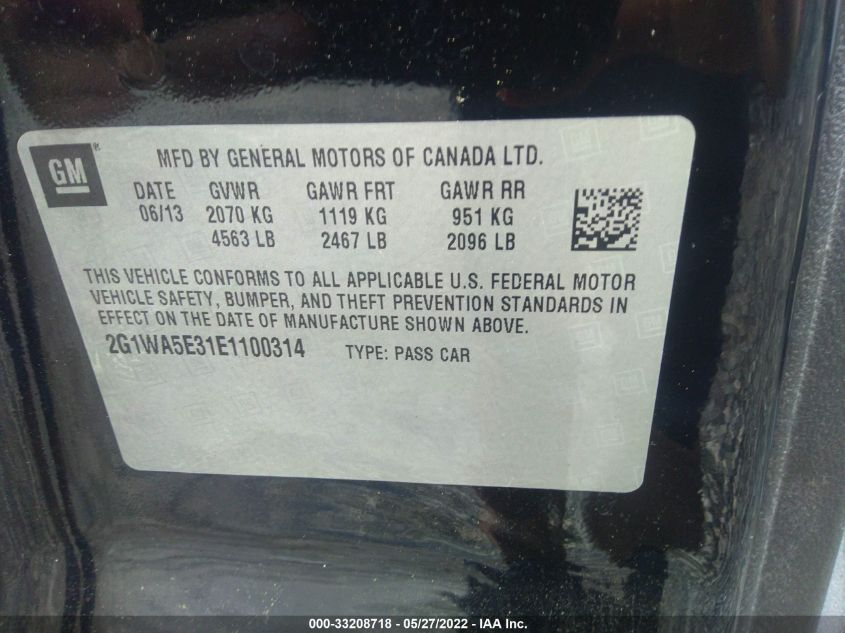 GM®
MFD BY GENERAL MOTORS OF CANADA LTD.
DATE GVWR GAWR FRT GAWR RR
06/13 2070 KG 1119 KG 951 KG
4563 LB 2467 LB 2096 LB
THIS VEHICLE CONFORMS TO ALL APPLICABLE U.S. FEDERAL MOTOR
VEHICLE SAFETY, BUMPER, AND THEFT PREVENTION STANDARDS IN
EFFECT ON THE DATE OF MANUFACTURE SHOWN ABOVE.
2G1WA5E31E1100314 TYPE: PASS CAR
000-33208718 - 05/27/2022 - IAA Inc.